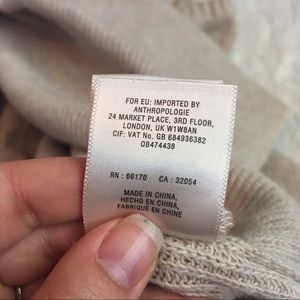 FOR EU: IMPORTED BY
ANTHROPOLOGIE
24 MARKET PLACE, 3RD FLOOR,
LONDON, UK W1W8AN
CIF: VAT No. GB 684936382
OB474438
RN : 66170 CA : 32054
MADE IN CHINA,
HECHO EN CHINA,
FABRIQUÉ EN CHINE